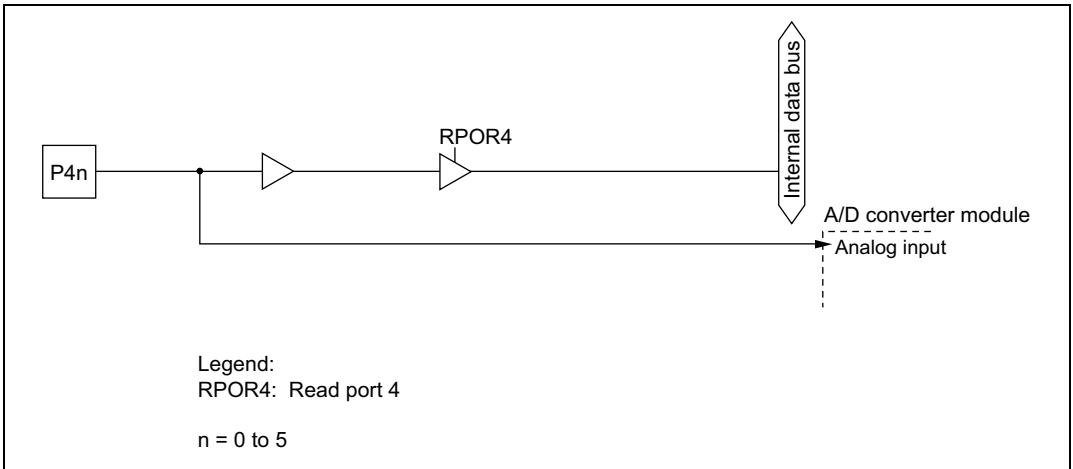 RPOR4
P4n
Internal data bus
A/D converter module
Analog input
Legend:
RPOR4: Read port 4
n = 0 to 5